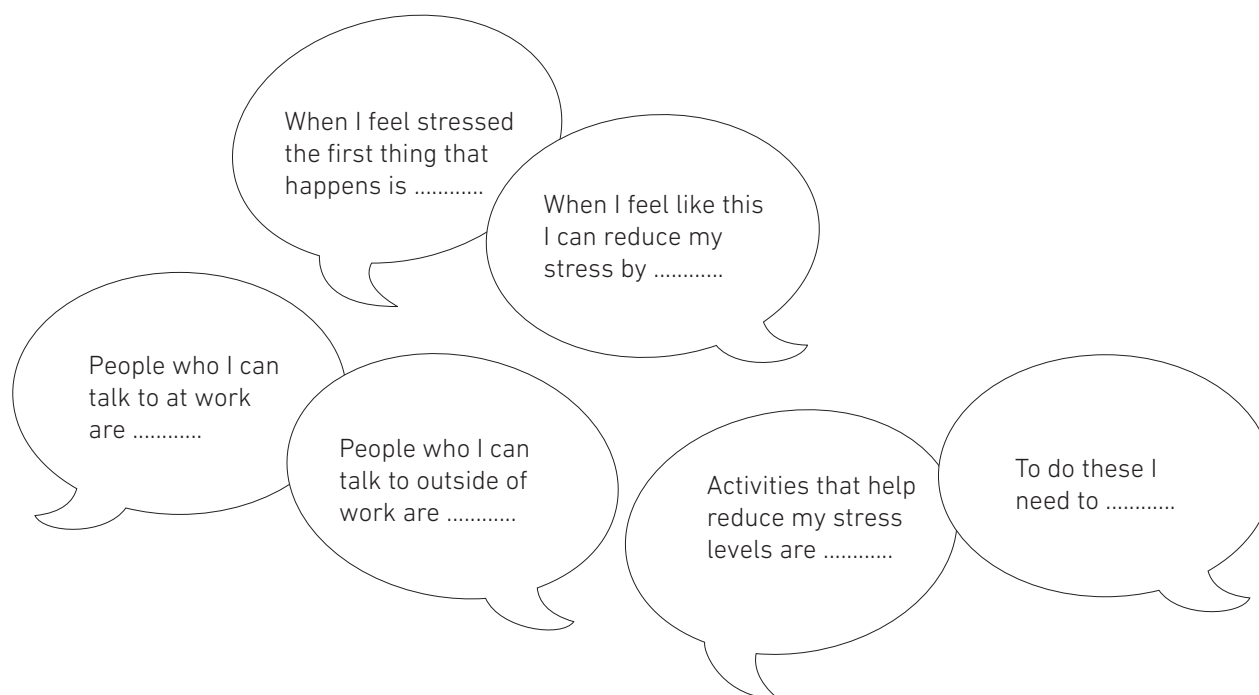 When I feel stressed
the first thing that
happens is ............
When I feel like this
I can reduce my
stress by ............
People who I can
talk to at work
are ............
People who I can
talk to outside of
work are ............
Activities that help
reduce my stress
levels are ............
To do these I
need to ............